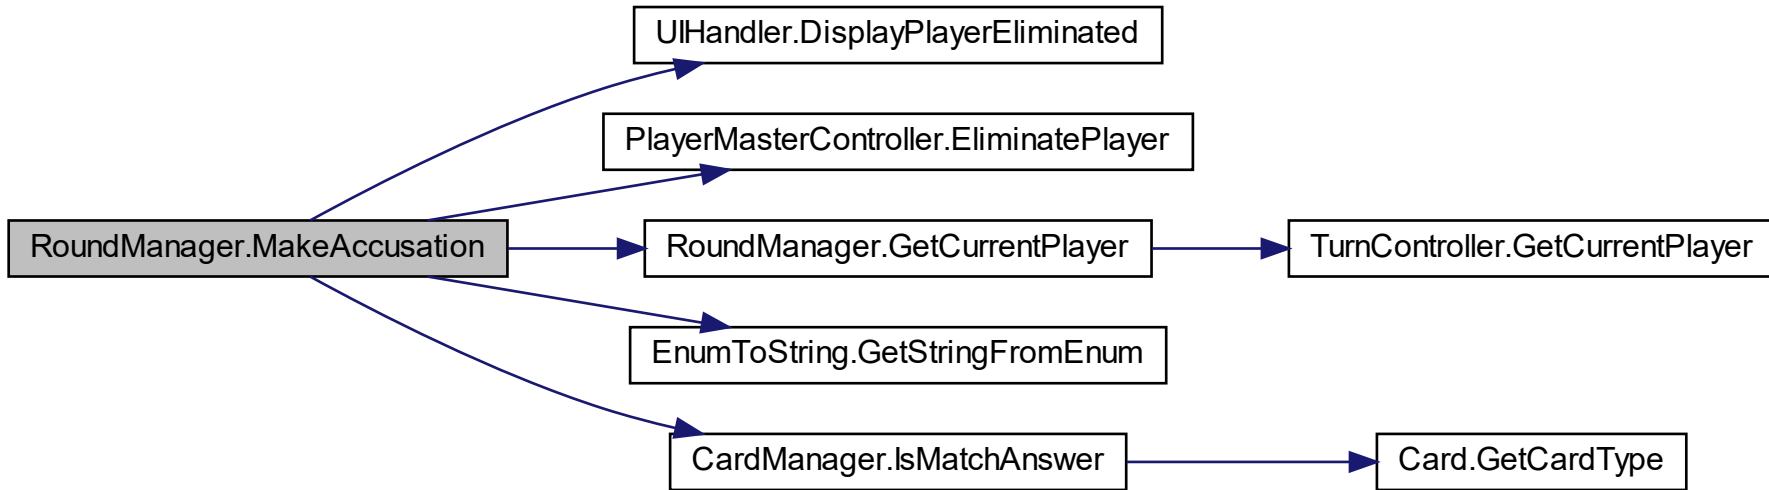 UIHandler.DisplayPlayerEliminated
PlayerMasterController.EliminatePlayer
RoundManager.MakeAccusation
RoundManager.GetCurrentPlayer
TurnController.GetCurrentPlayer
EnumToString.GetStringFromEnum
CardManager.IsMatchAnswer
Card.GetCardType